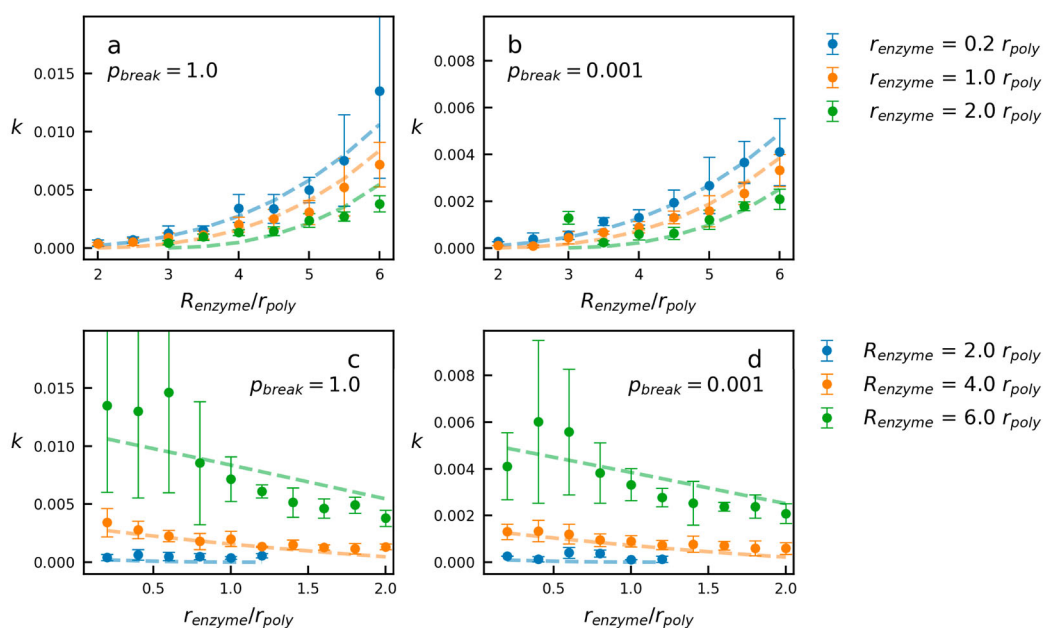 a
p_break = 1.0
k
0.015
0.010
0.005
0.000
2 3 4 5 6
R_enzyme/r_poly
b
p_break = 0.001
k
0.008
0.006
0.004
0.002
0.000
2 3 4 5 6
R_enzyme/r_poly
r_enzyme = 0.2 r_poly
r_enzyme = 1.0 r_poly
r_enzyme = 2.0 r_poly
c
p_break = 1.0
k
0.015
0.010
0.005
0.000
0.5 1.0 1.5 2.0
r_enzyme/r_poly
d
p_break = 0.001
k
0.008
0.006
0.004
0.002
0.000
0.5 1.0 1.5 2.0
r_enzyme/r_poly
R_enzyme = 2.0 r_poly
R_enzyme = 4.0 r_poly
R_enzyme = 6.0 r_poly